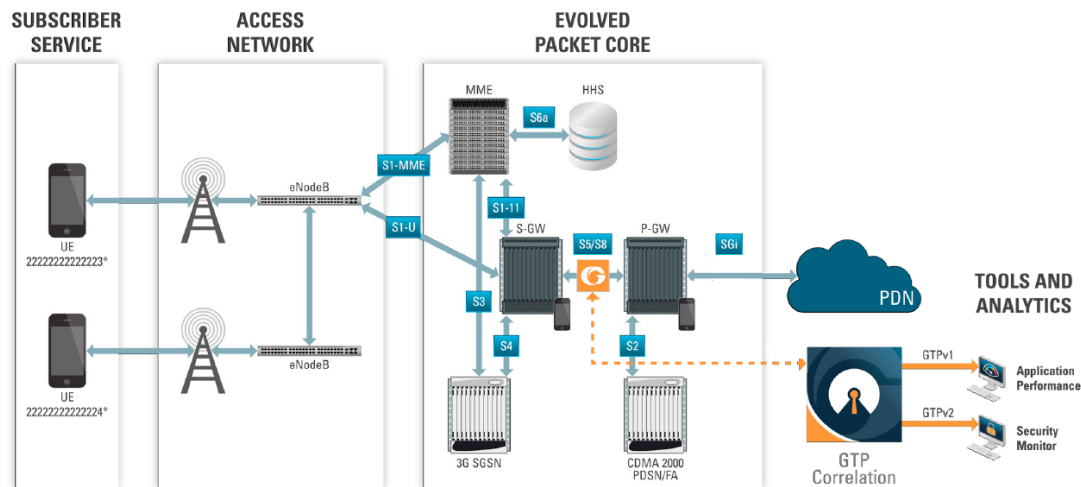 SUBSCRIBER
SERVICE
ACCESS
NETWORK
EVOLVED
PACKET CORE
MME
HHS
S6a
S1-MME
eNodeB
S1-11
S1-U
S-GW
P-GW
S5/S8
SGi
UE
22222222222223*
PDN
TOOLS AND
ANALYTICS
S3
S4
S2
eNodeB
GTPv1
Application
Performance
UE
22222222222224*
GTPv2
Security
Monitor
3G SGSN
CDMA 2000
PDSN/FA
GTP
Correlation